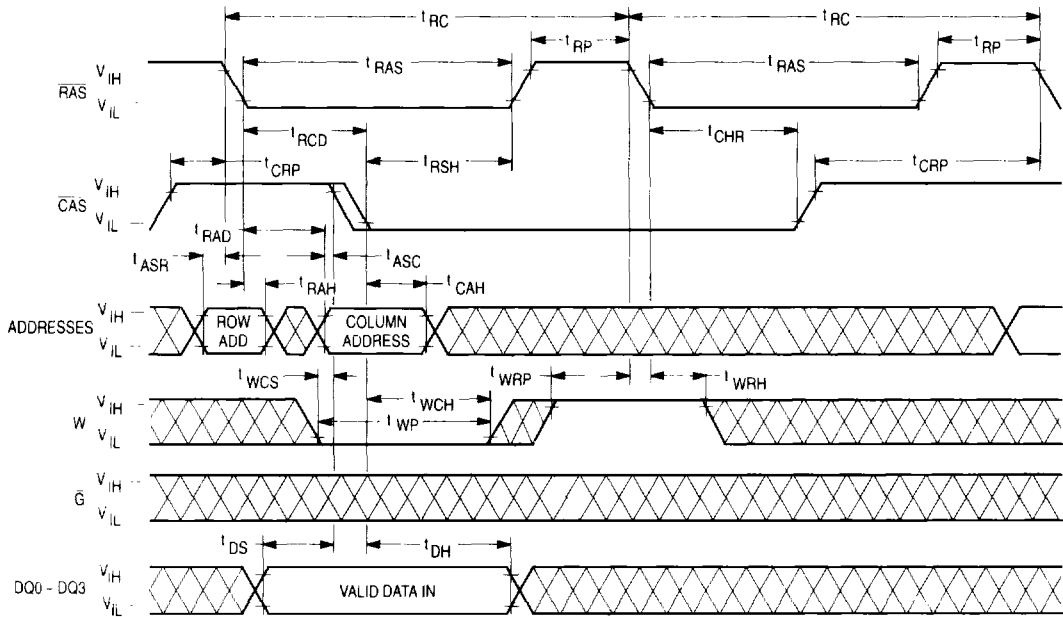 tRC tRC
tRP tRP
tRAS tRAS
RAS VIH
VIL
tRCD tCHR
tRSH
tCRP tCRP
CAS VIH
VIL
tRAD
tASR tASC
tRAH tCAH
ADDRESSES VIH
VIL
ROW ADD
COLUMN ADDRESS
tWCS tWRP tWRH
tWCH
tWP
W VIH
VIL
G VIH
VIL
tDS tDH
DQ0 - DQ3 VIH
VIL
VALID DATA IN